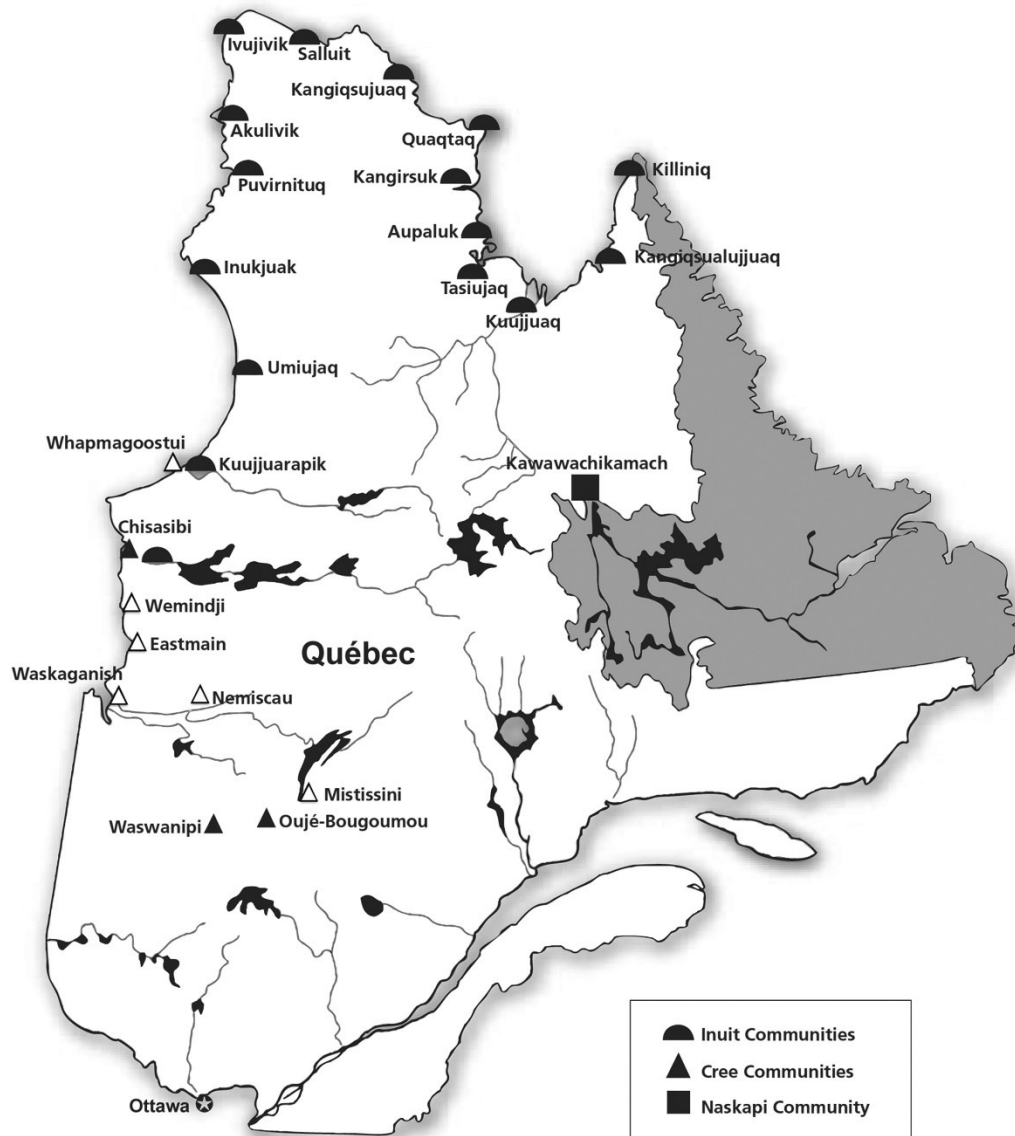 Ivujivik
Salluit
Kangiqsujuaq
Akulivik
Quaqtaq
Puvirnituq
Kangirsuk
Killiniq
Aupaluk
Inukjuak
Kangiqsualujjuaq
Tasiujaq
Kuujjuaq
Umiujaq
Whapmagoostui
Kuujjuarapik
Kawawachikamach
Chisasibi
Wemindji
Eastmain
Québec
Waskaganish
Nemiscau
Mistissini
Waswanipi
Oujé-Bougoumou
Inuit Communities
Cree Communities
Naskapi Community
Ottawa